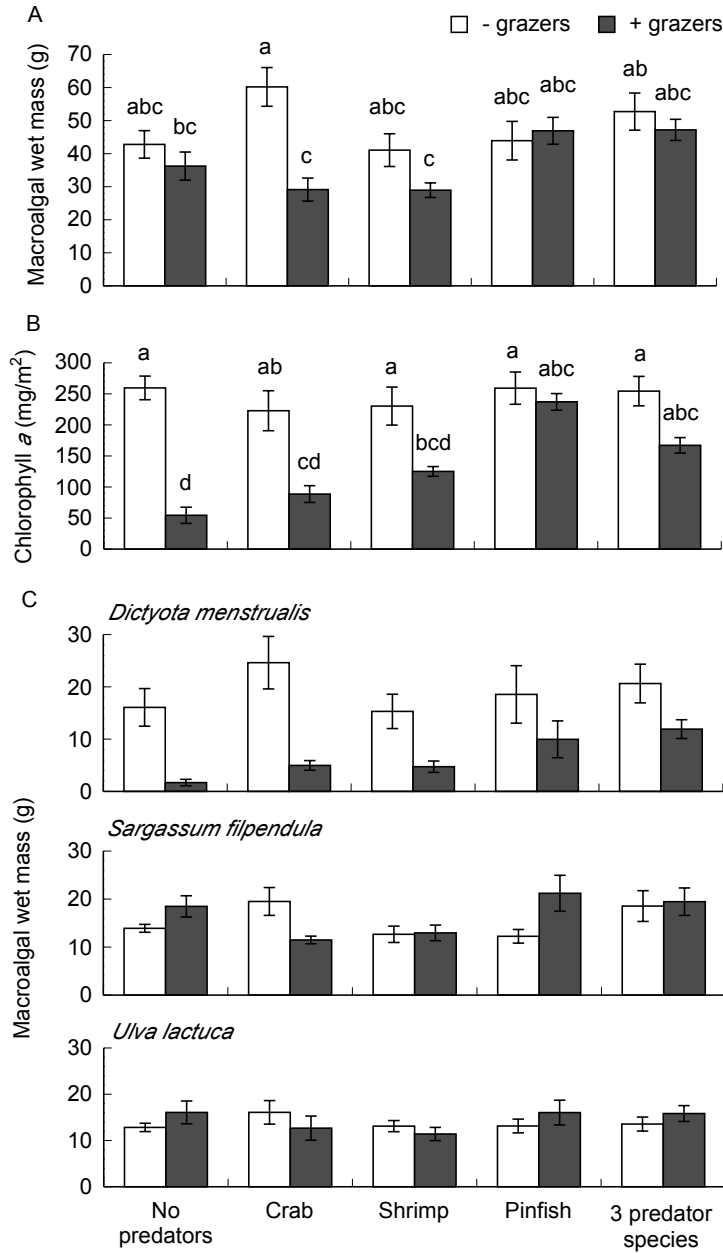 A
- grazers + grazers
Macroalgal wet mass (g)
70
60
50
40
30
20
10
0
abc bc a c abc c abc abc ab abc
B
Chlorophyll a (mg/m²)
300
250
200
150
100
50
0
a d ab cd a bcd a abc a abc
C
Macroalgal wet mass (g)
Dictyota menstrualis
30
20
10
0
Sargassum filpendula
30
20
10
0
Ulva lactuca
30
20
10
0
No
predators
Crab
Shrimp
Pinfish
3 predator
species